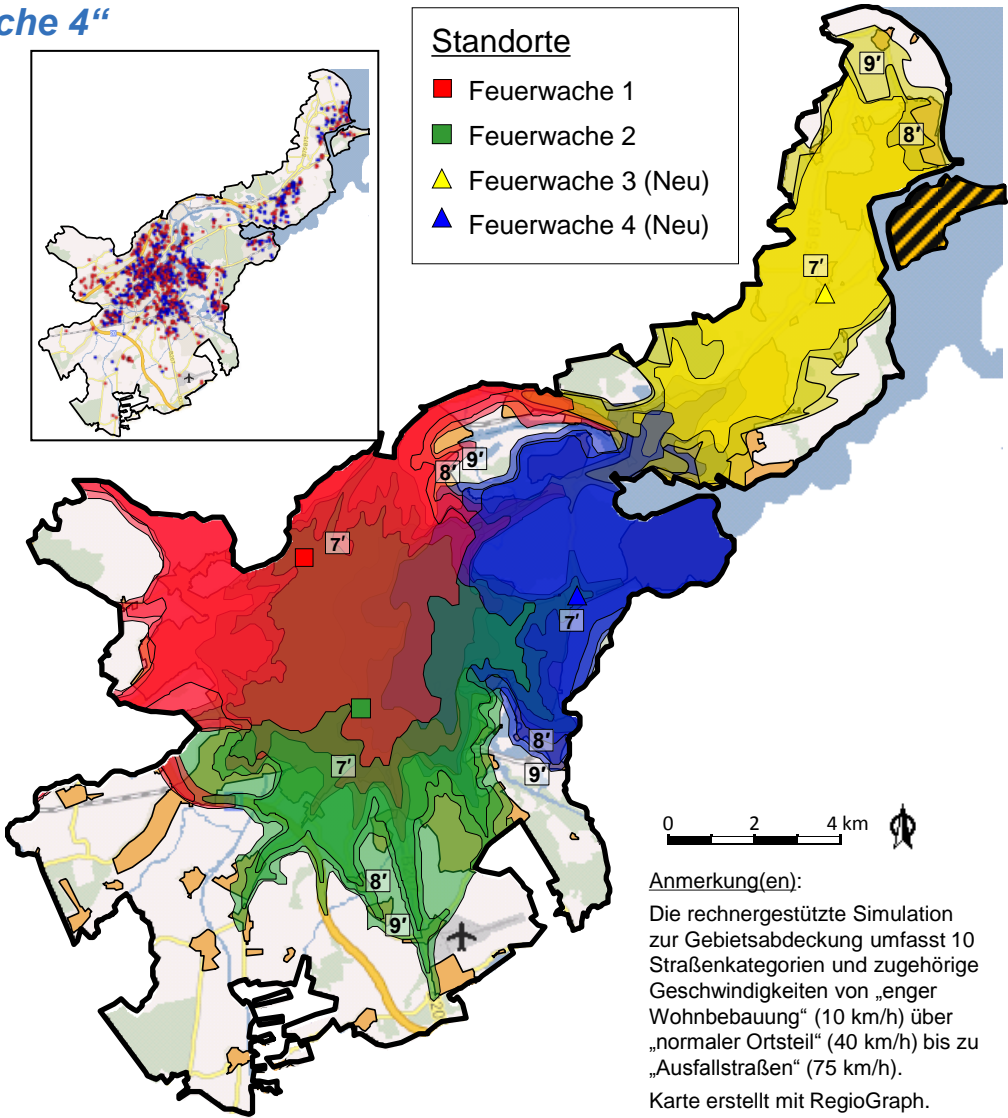 che 4“
Standorte
Feuerwache 1
Feuerwache 2
Feuerwache 3 (Neu)
Feuerwache 4 (Neu)
9′
8′
7′
8′
9′
7′
7′
7′
8′
9′
8′
9′
20
0 2 4 km
Anmerkung(en):
Die rechnergestützte Simulation
zur Gebietsabdeckung umfasst 10
Straßenkategorien und zugehörige
Geschwindigkeiten von „enger
Wohnbebauung“ (10 km/h) über
„normaler Ortsteil“ (40 km/h) bis zu
„Ausfallstraßen“ (75 km/h).
Karte erstellt mit RegioGraph.